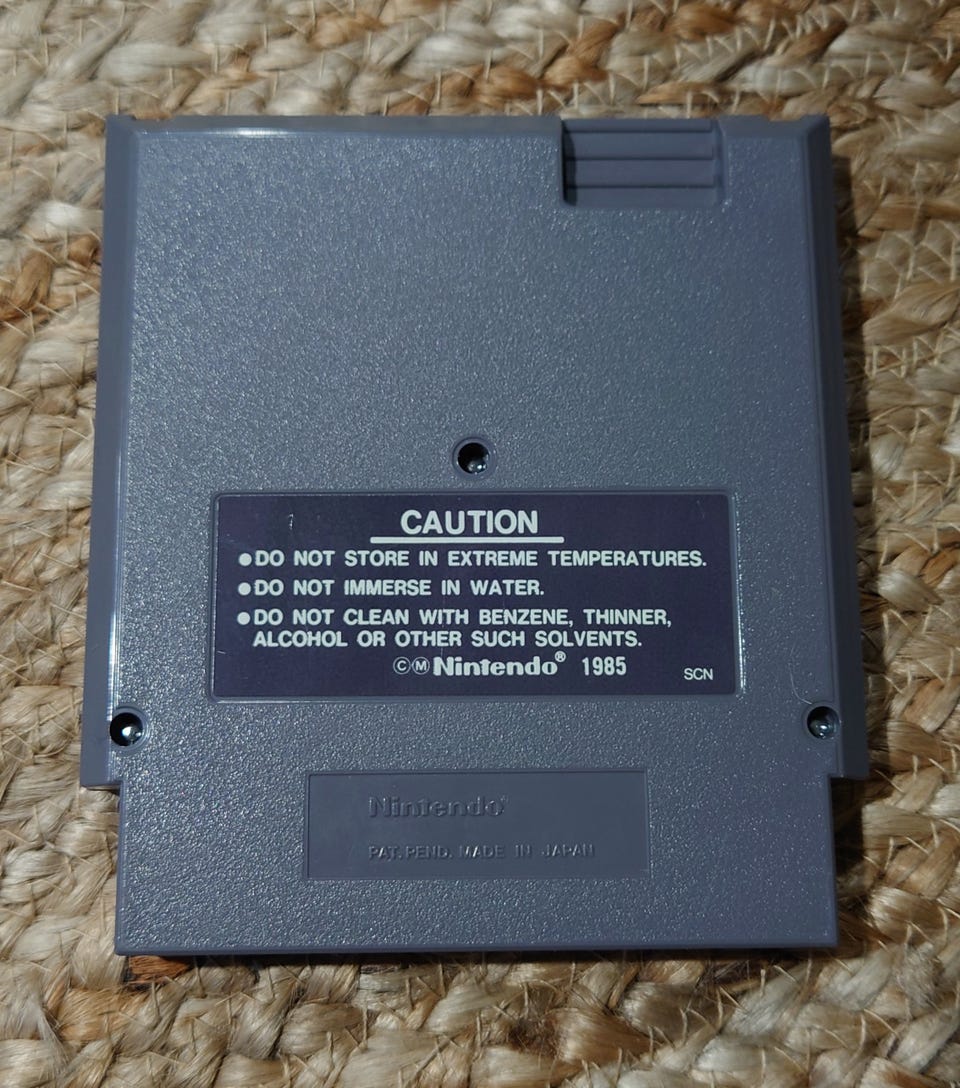 CAUTION
●DO NOT STORE IN EXTREME TEMPERATURES.
●DO NOT IMMERSE IN WATER.
●DO NOT CLEAN WITH BENZENE, THINNER,
ALCOHOL OR OTHER SUCH SOLVENTS.
ⒸⓂNintendo® 1985 SCN
Nintendo®
PAT. PEND. MADE IN JAPAN